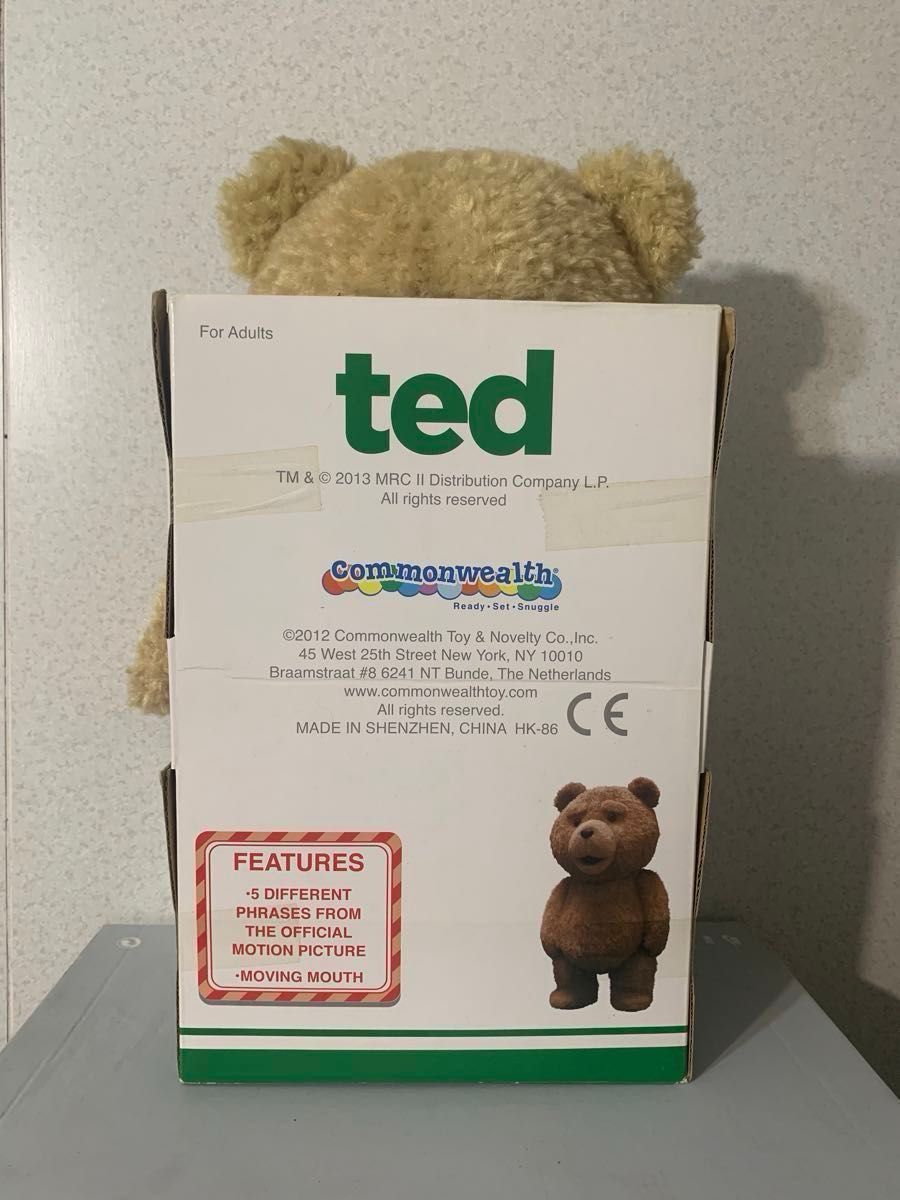 For Adults
ted
TM & © 2013 MRC II Distribution Company L.P.
All rights reserved
Commonwealth®
Ready • Set • Snuggle
©2012 Commonwealth Toy & Novelty Co.,Inc.
45 West 25th Street New York, NY 10010
Braamstraat #8 6241 NT Bunde, The Netherlands
www.commonwealthtoy.com
All rights reserved.
MADE IN SHENZHEN, CHINA HK-86
CE
FEATURES
•5 DIFFERENT
PHRASES FROM
THE OFFICIAL
MOTION PICTURE
•MOVING MOUTH